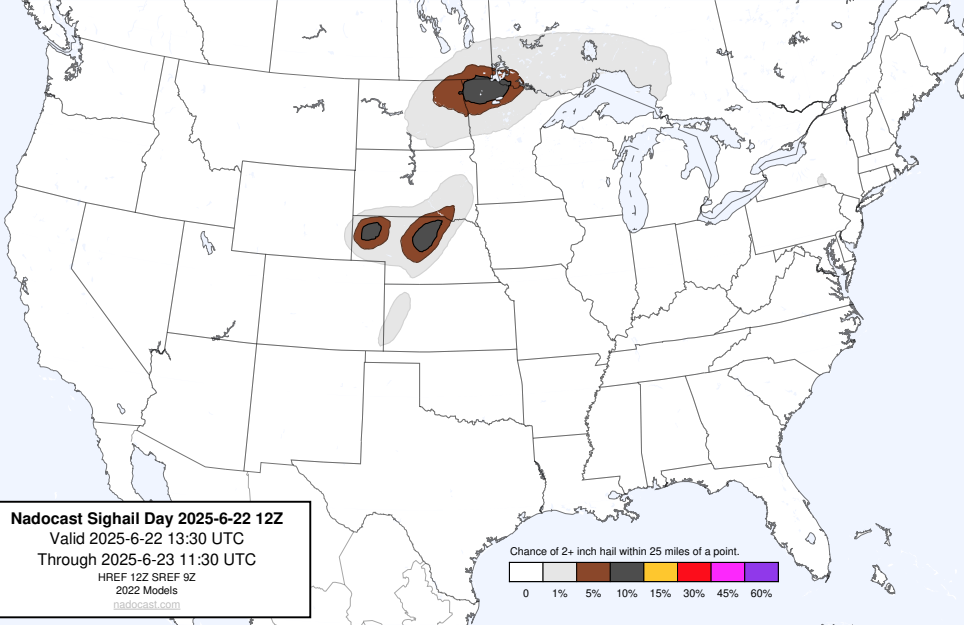 Nadocast Sighail Day 2025-6-22 12Z
Valid 2025-6-22 13:30 UTC
Through 2025-6-23 11:30 UTC
HREF 12Z SREF 9Z
2022 Models
nadocast.com
Chance of 2+ inch hail within 25 miles of a point.
0 1% 5% 10% 15% 30% 45% 60%